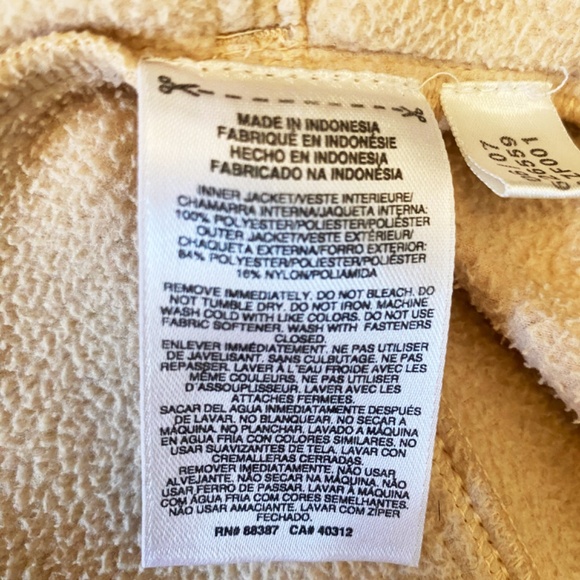 MADE IN INDONESIA
FABRIQUÉ EN INDONÉSIE
HECHO EN INDONESIA
FABRICADO NA INDONÉSIA
INNER JACKET/VESTE INTERIEURE/
CHAMARRA INTERNA/JAQUETA INTERNA:
100% POLYESTER/POLIESTER/POLIÉSTER
OUTER JACKET/VESTE EXTÉRIEUR/
CHAQUETA EXTERNA/FORRO EXTERIOR:
84% POLYESTER/POLIESTER/POLIÉSTER
16% NYLON/POLIAMIDA
REMOVE IMMEDIATELY. DO NOT BLEACH. DO
NOT TUMBLE DRY. DO NOT IRON. MACHINE
WASH COLD WITH LIKE COLORS. DO NOT USE
FABRIC SOFTENER. WASH WITH FASTENERS
CLOSED.
ENLEVER IMMÉDIATEMENT. NE PAS UTILISER
DE JAVELISANT. SANS CULBUTAGE. NE PAS
REPASSER. LAVER À L'EAU FROIDE AVEC LES
MÊME COULEURS. NE PAS UTILISER
D'ASSOUPLISSEUR. LAVER AVEC LES
ATTACHES FERMÉES.
SACAR DEL AGUA INMEDIATAMENTE DESPUÉS
DE LAVAR. NO BLANQUEAR. NO SECAR A
MÁQUINA. NO PLANCHAR. LAVADO A MÁQUINA
EN AGUA FRÍA CON COLORES SIMILARES. NO
USAR SUAVIZANTES DE TELA. LAVAR CON
CREMALLERAS CERRADAS.
REMOVER IMEDIATAMENTE. NÃO USAR
ALVEJANTE. NÃO SECAR NA MÁQUINA. NÃO
USAR FERRO DE PASSAR. LAVAR À MÁQUINA
COM ÁGUA FRIA COM CORES SEMELHANTES.
NÃO USAR AMACIANTE. LAVAR COM ZÍPER
FECHADO.
RN# 88387 CA# 40312
07
559
F001